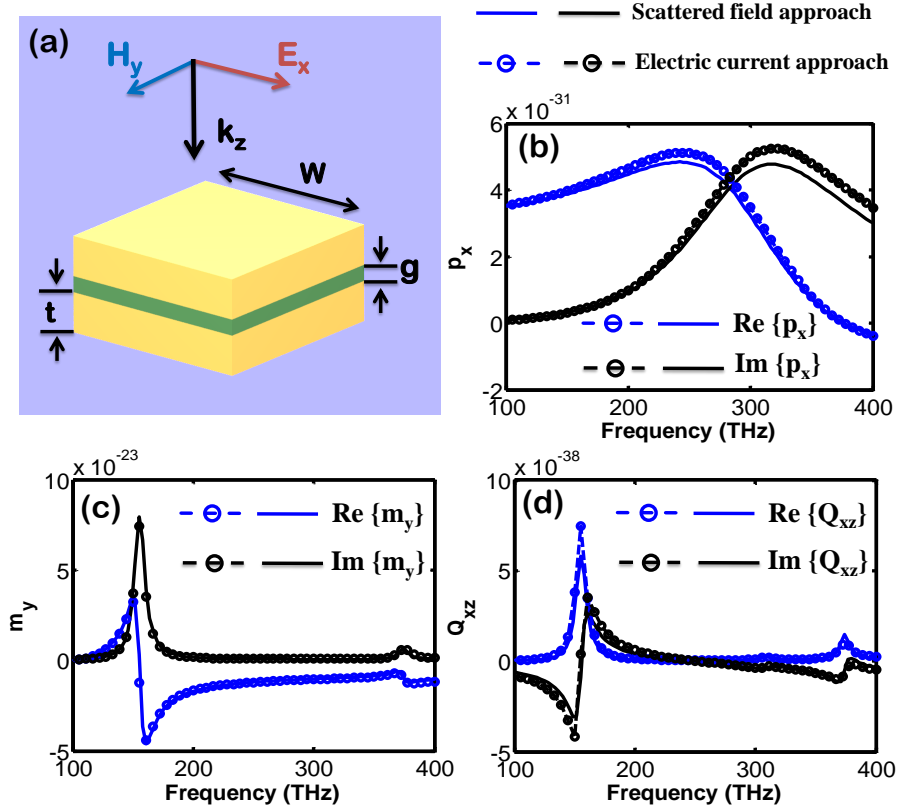 Scattered field approach
Electric current approach
(a)
H_y
E_x
k_z
W
g
t
x 10^-31
(b)
6
4
2
0
-2
p_x
Re {p_x}
Im {p_x}
100 200 300 400
Frequency (THz)
x 10^-23
(c)
10
5
0
-5
m_y
Re {m_y}
Im {m_y}
100 200 300 400
Frequency (THz)
x 10^-38
(d)
10
5
0
-5
Q_xz
Re {Q_xz}
Im {Q_xz}
100 200 300 400
Frequency (THz)